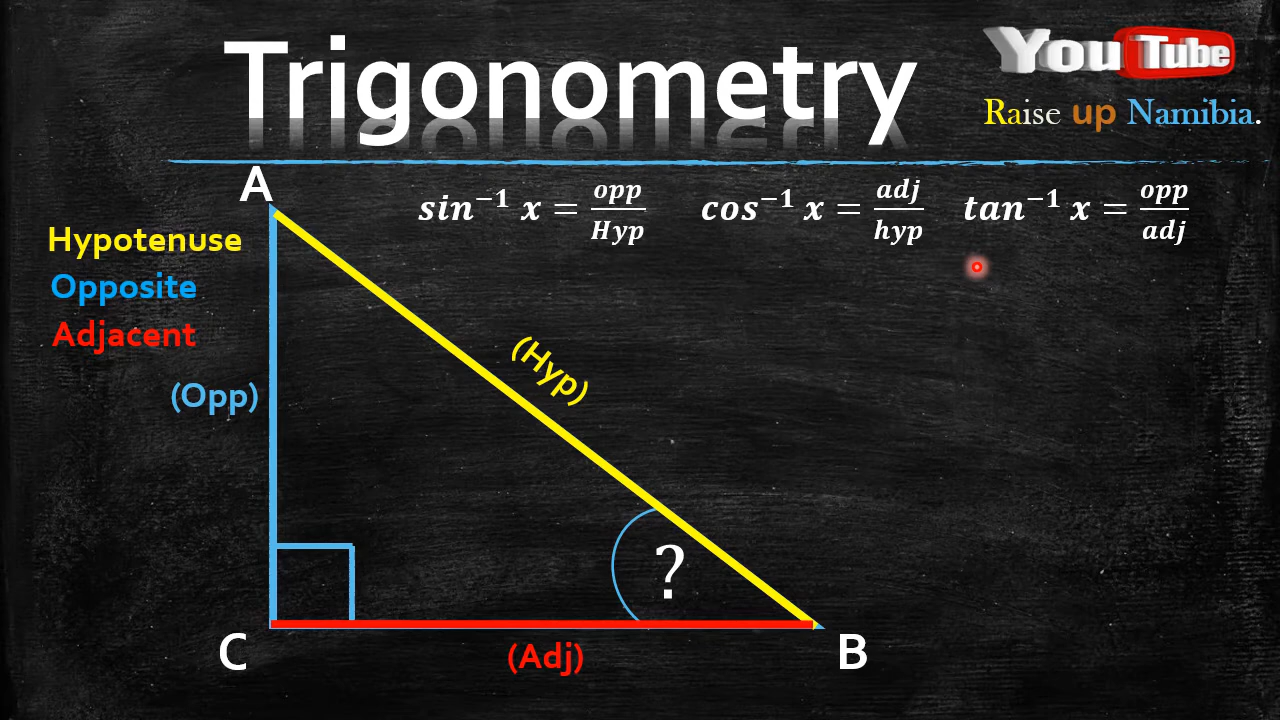 Trigonometry
YouTube
Raise up Namibia.
A
sin⁻¹ x = opp/Hyp
cos⁻¹ x = adj/hyp
tan⁻¹ x = opp/adj
Hypotenuse
Opposite
Adjacent
(Opp)
(Hyp)
?
C
(Adj)
B